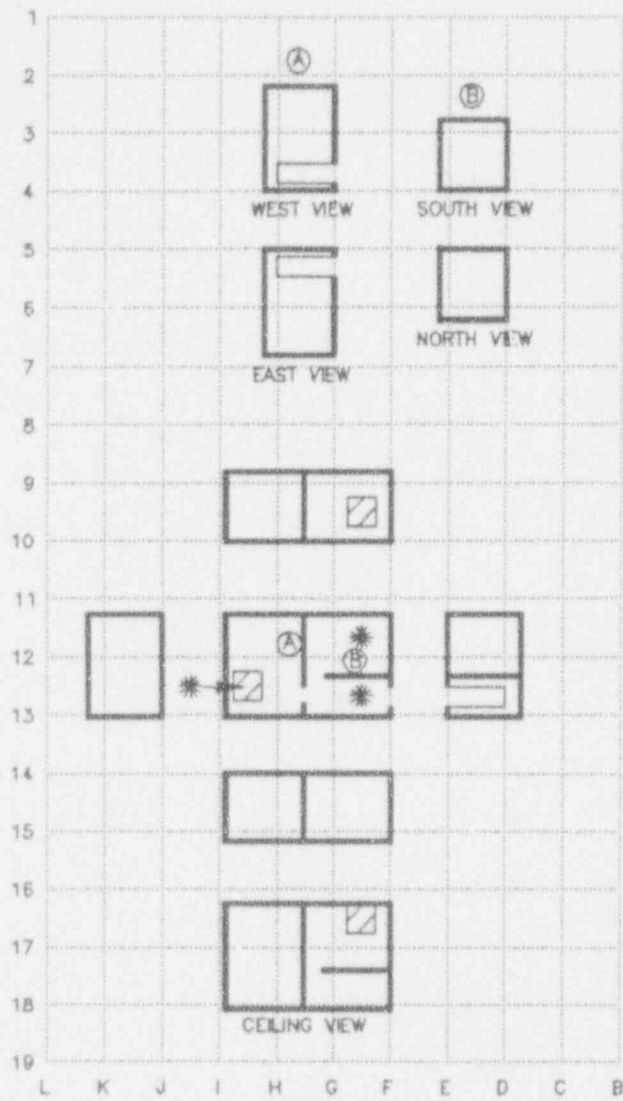 1
A
2
B
3
4
WEST VIEW SOUTH VIEW
5
6
NORTH VIEW
7
EAST VIEW
8
9
10
11
A
12
B
13
14
15
16
17
18
CEILING VIEW
19
L K J I H G F E D C B